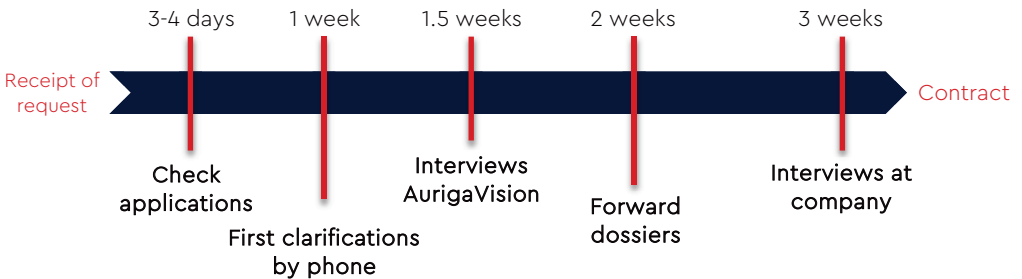 3-4 days
1 week
1.5 weeks
2 weeks
3 weeks
Receipt of
request
Contract
Check
applications
First clarifications
by phone
Interviews
AurigaVision
Forward
dossiers
Interviews at
company